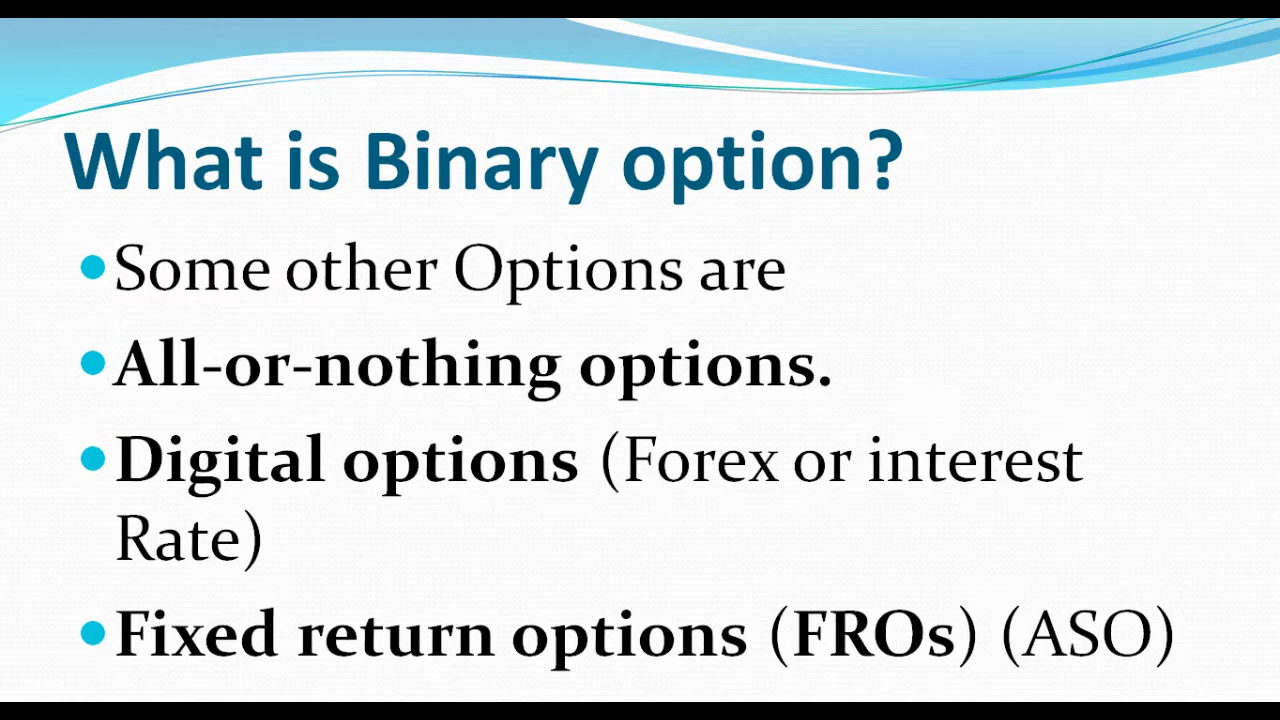 What is Binary option?
Some other Options are
All-or-nothing options.
Digital options (Forex or interest
Rate)
Fixed return options (FROs) (ASO)